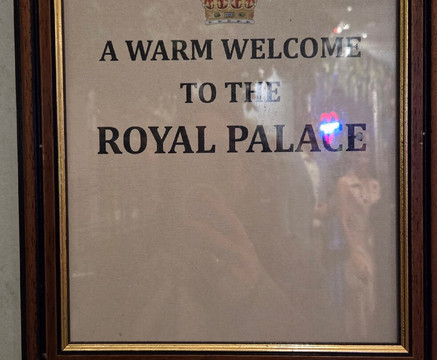 A WARM WELCOME
TO THE
ROYAL PALACE